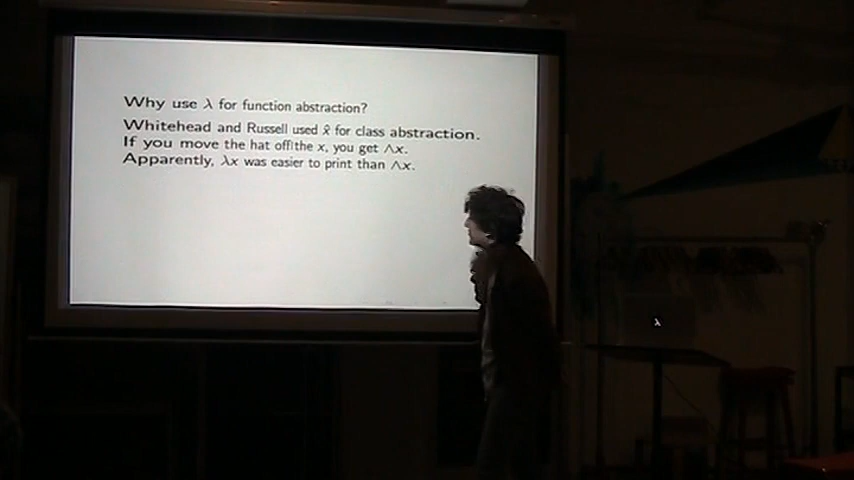 Why use λ for function abstraction?
Whitehead and Russell used x̂ for class abstraction.
If you move the hat off the x, you get ∧x.
Apparently, λx was easier to print than ∧x.
λ